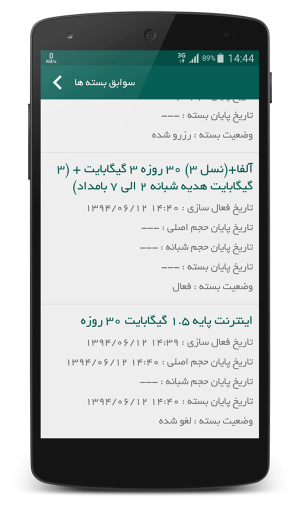 0
KB/s
3G
89%
14:44
سوابق بسته ها
تاریخ پایان بسته : ---
وضعیت بسته : رزرو شده
آلفا+(نسل ۳) ۳۰ روزه ۳ گیگابایت + (۳
گیگابایت هدیه شبانه ۲ الی ۷ بامداد)
تاریخ فعال سازی : ۱۴:۴۰ ۱۳۹۴/۰۶/۱۲
تاریخ پایان حجم اصلی : ---
تاریخ پایان حجم شبانه : ---
تاریخ پایان بسته : ---
وضعیت بسته : فعال
اینترنت پایه ۱.۵ گیگابایت ۳۰ روزه
تاریخ فعال سازی : ۱۴:۳۹ ۱۳۹۴/۰۶/۱۲
تاریخ پایان حجم اصلی : ۱۴:۴۰ ۱۳۹۴/۰۶/۱۲
تاریخ پایان حجم شبانه : ---
تاریخ پایان بسته : ۱۴:۴۰ ۱۳۹۴/۰۶/۱۲
وضعیت بسته : لغو شده